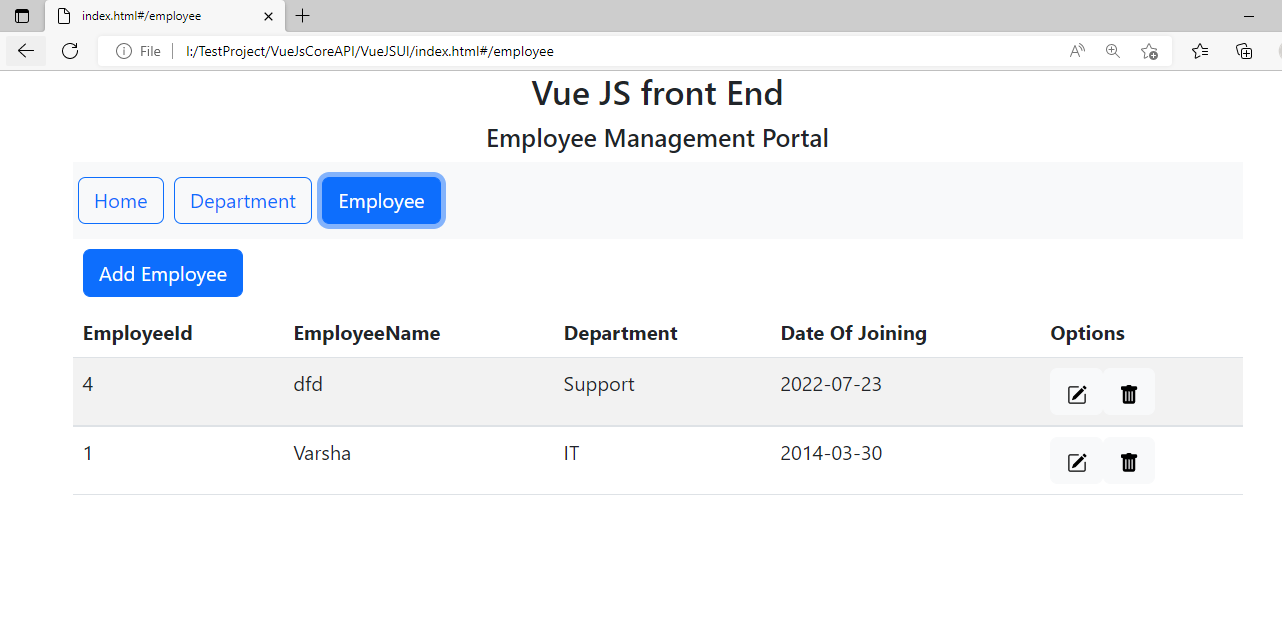 index.html#/employee
File I:/TestProject/VueJsCoreAPI/VueJSUI/index.html#/employee
Vue JS front End
Employee Management Portal
Home Department Employee
Add Employee
EmployeeId EmployeeName Department Date Of Joining Options
4 dfd Support 2022-07-23
1 Varsha IT 2014-03-30